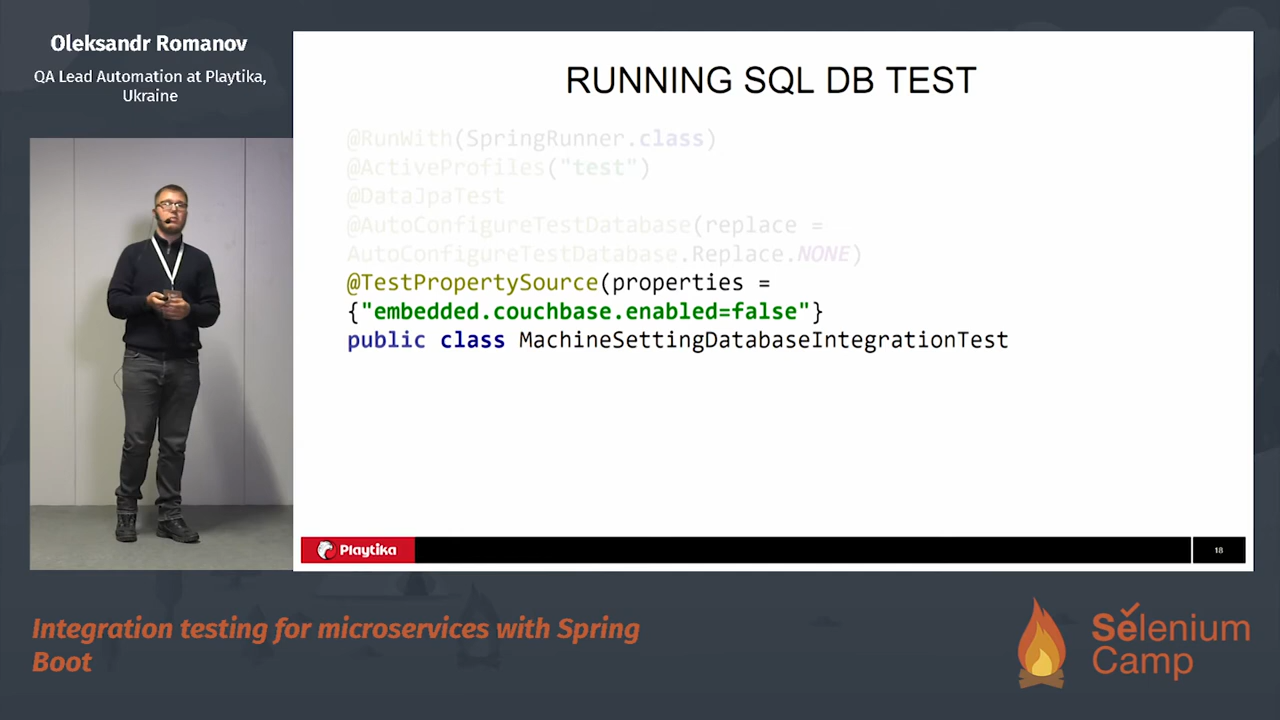 Oleksandr Romanov
QA Lead Automation at Playtika,
Ukraine
RUNNING SQL DB TEST
@RunWith(SpringRunner.class)
@ActiveProfiles("test")
@DataJpaTest
@AutoConfigureTestDatabase(replace =
AutoConfigureTestDatabase.Replace.NONE)
@TestPropertySource(properties =
{"embedded.couchbase.enabled=false"}
public class MachineSettingDatabaseIntegrationTest
Playtika
18
Integration testing for microservices with Spring
Boot
Selenium
Camp